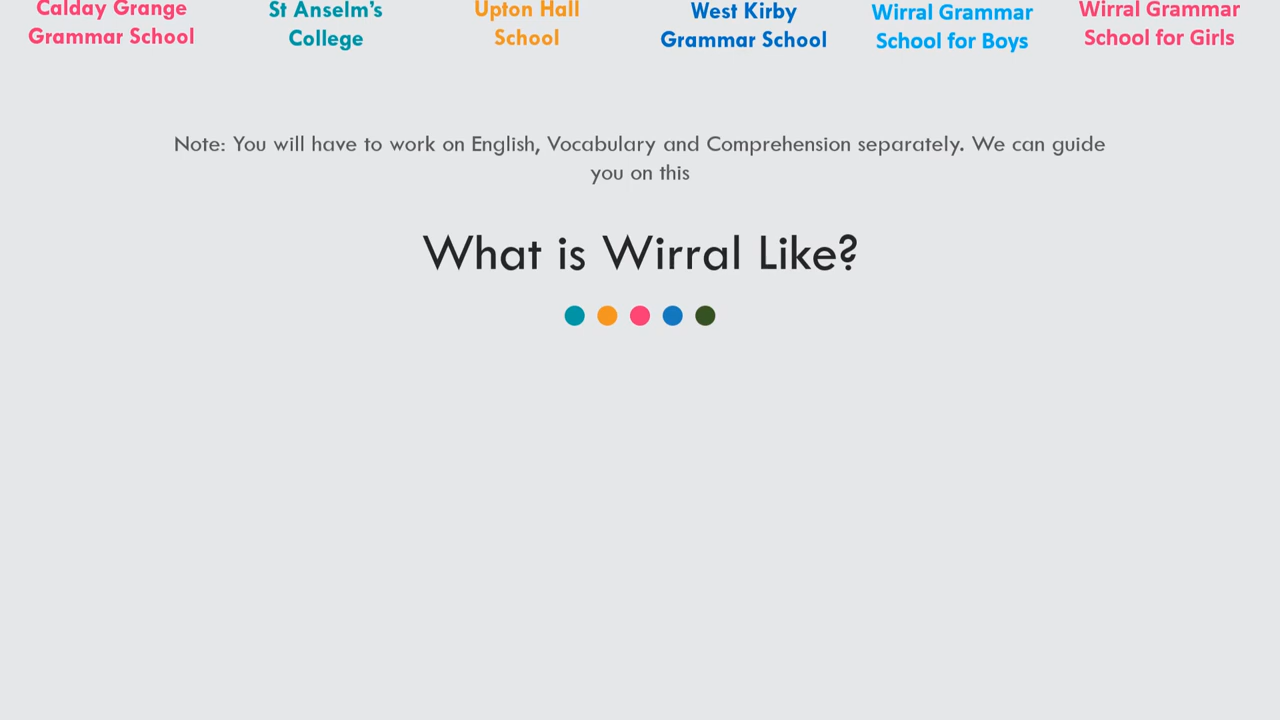 Calday Grange
Grammar School
St Anselm's
College
Upton Hall
School
West Kirby
Grammar School
Wirral Grammar
School for Boys
Wirral Grammar
School for Girls
Note: You will have to work on English, Vocabulary and Comprehension separately. We can guide
you on this
What is Wirral Like?